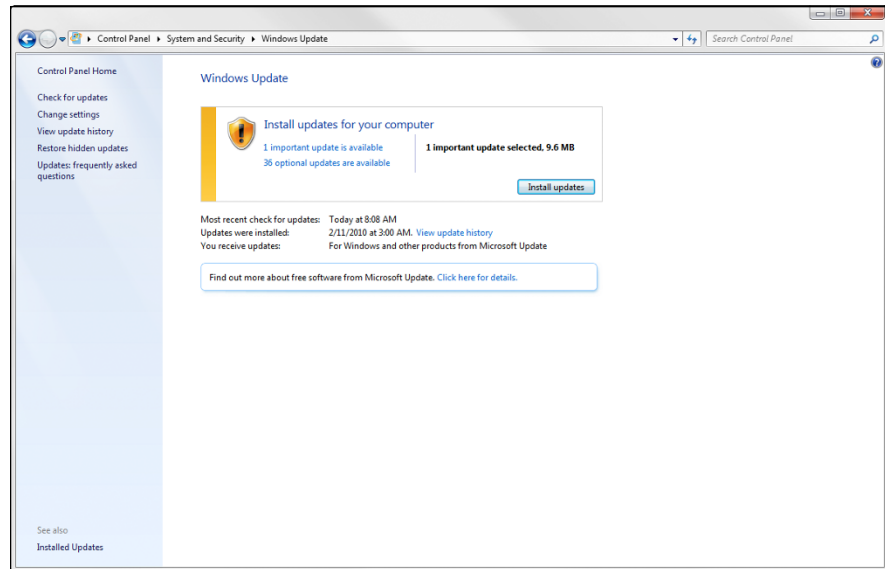 Control Panel ▸ System and Security ▸ Windows Update
Search Control Panel
Control Panel Home
Check for updates
Change settings
View update history
Restore hidden updates
Updates: frequently asked
questions
See also
Installed Updates
Windows Update
Install updates for your computer
1 important update is available
36 optional updates are available
1 important update selected, 9.6 MB
Install updates
Most recent check for updates: Today at 8:08 AM
Updates were installed: 2/11/2010 at 3:00 AM. View update history
You receive updates: For Windows and other products from Microsoft Update
Find out more about free software from Microsoft Update. Click here for details.